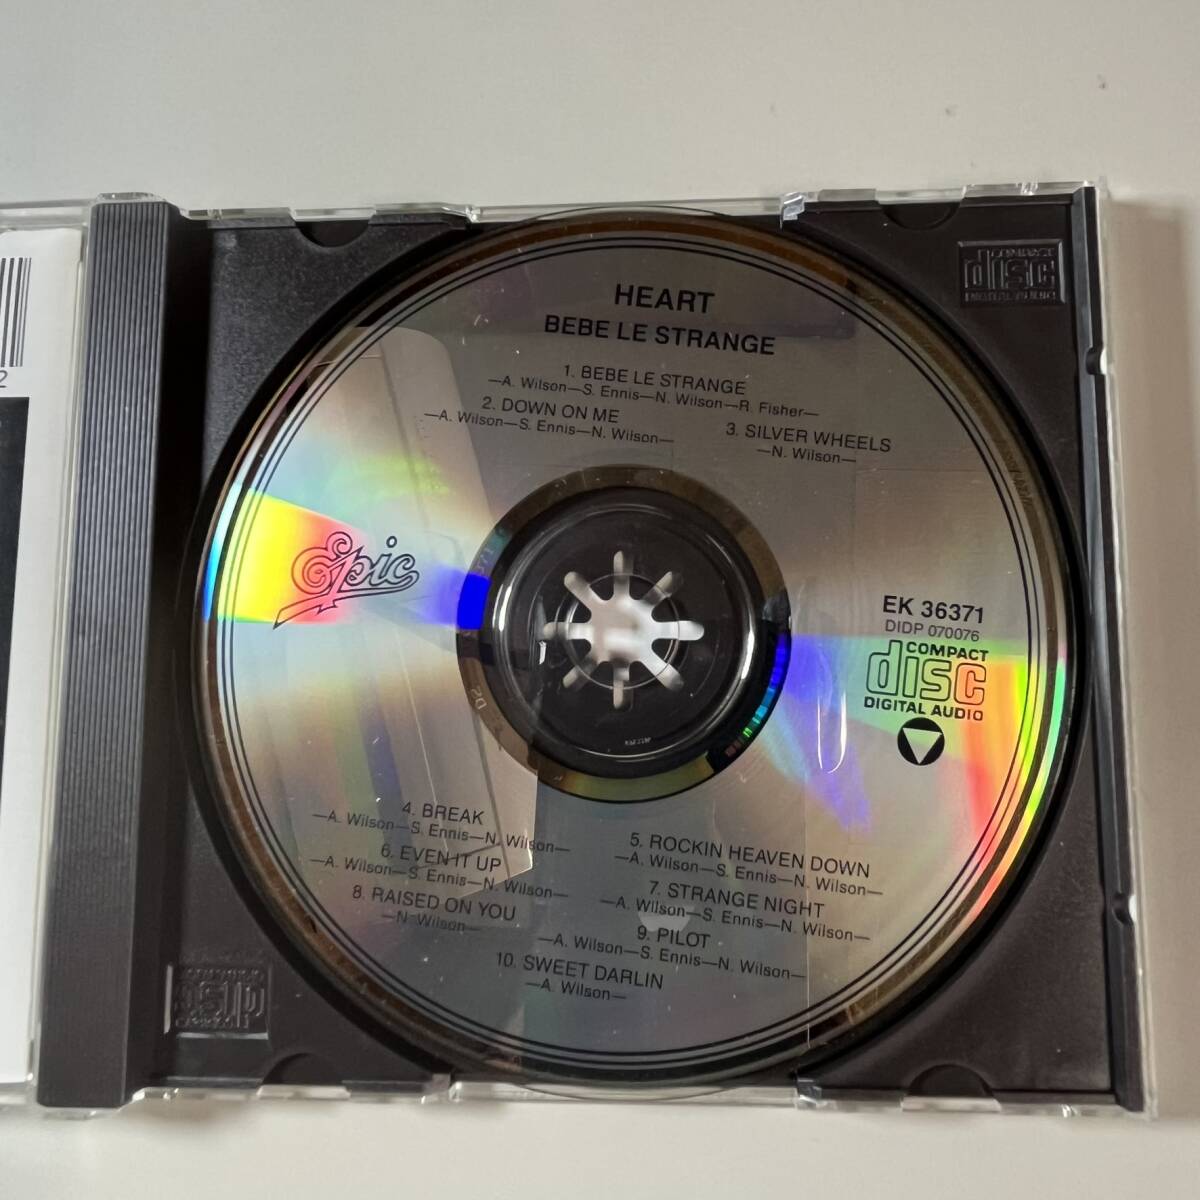 HEART
BEBE LE STRANGE
1. BEBE LE STRANGE
—A. Wilson—S. Ennis—N. Wilson—R. Fisher—
2. DOWN ON ME
—A. Wilson—S. Ennis—N. Wilson—
3. SILVER WHEELS
—N. Wilson—
Epic
EK 36371
DIDP 070076
COMPACT
disc
DIGITAL AUDIO
4. BREAK
—A. Wilson—S. Ennis—N. Wilson—
5. ROCKIN HEAVEN DOWN
—A. Wilson—S. Ennis—N. Wilson—
6. EVEN IT UP
—A. Wilson—S. Ennis—N. Wilson—
7. STRANGE NIGHT
—A. Wilson—S. Ennis—N. Wilson—
8. RAISED ON YOU
—N. Wilson—
9. PILOT
—A. Wilson—S. Ennis—N. Wilson—
10. SWEET DARLIN
—A. Wilson—
COMPACT
disc
DIGITAL AUDIO
2